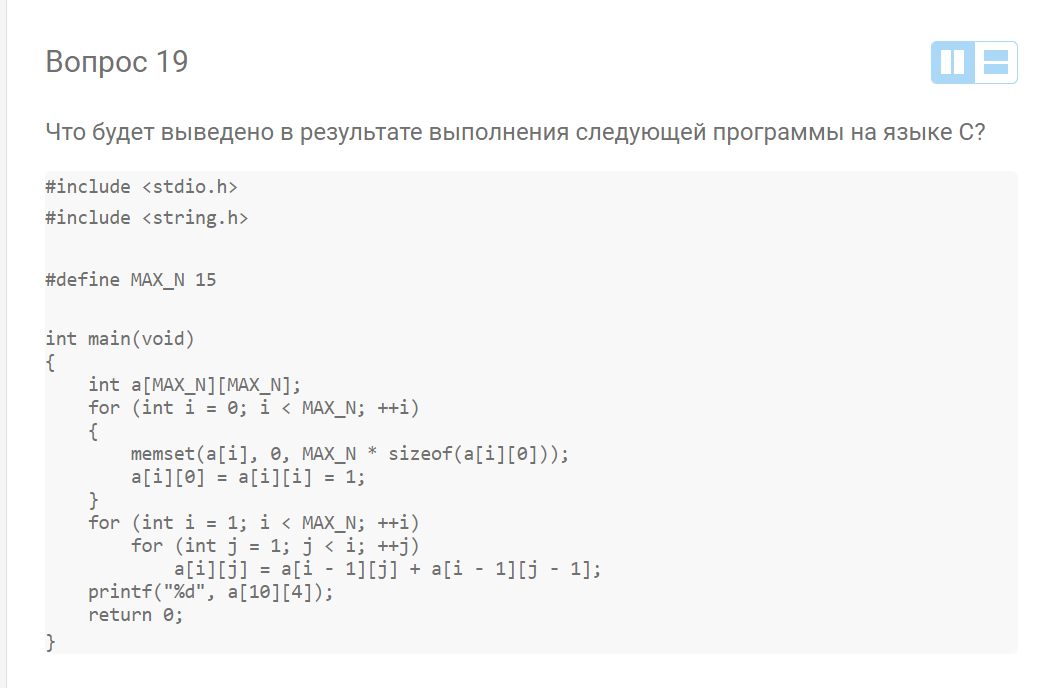 Вопрос 19
Что будет выведено в результате выполнения следующей программы на языке C?
#include <stdio.h>
#include <string.h>
#define MAX_N 15
int main(void)
{
    int a[MAX_N][MAX_N];
    for (int i = 0; i < MAX_N; ++i)
    {
        memset(a[i], 0, MAX_N * sizeof(a[i][0]));
        a[i][0] = a[i][i] = 1;
    }
    for (int i = 1; i < MAX_N; ++i)
        for (int j = 1; j < i; ++j)
            a[i][j] = a[i - 1][j] + a[i - 1][j - 1];
    printf("%d", a[10][4]);
    return 0;
}